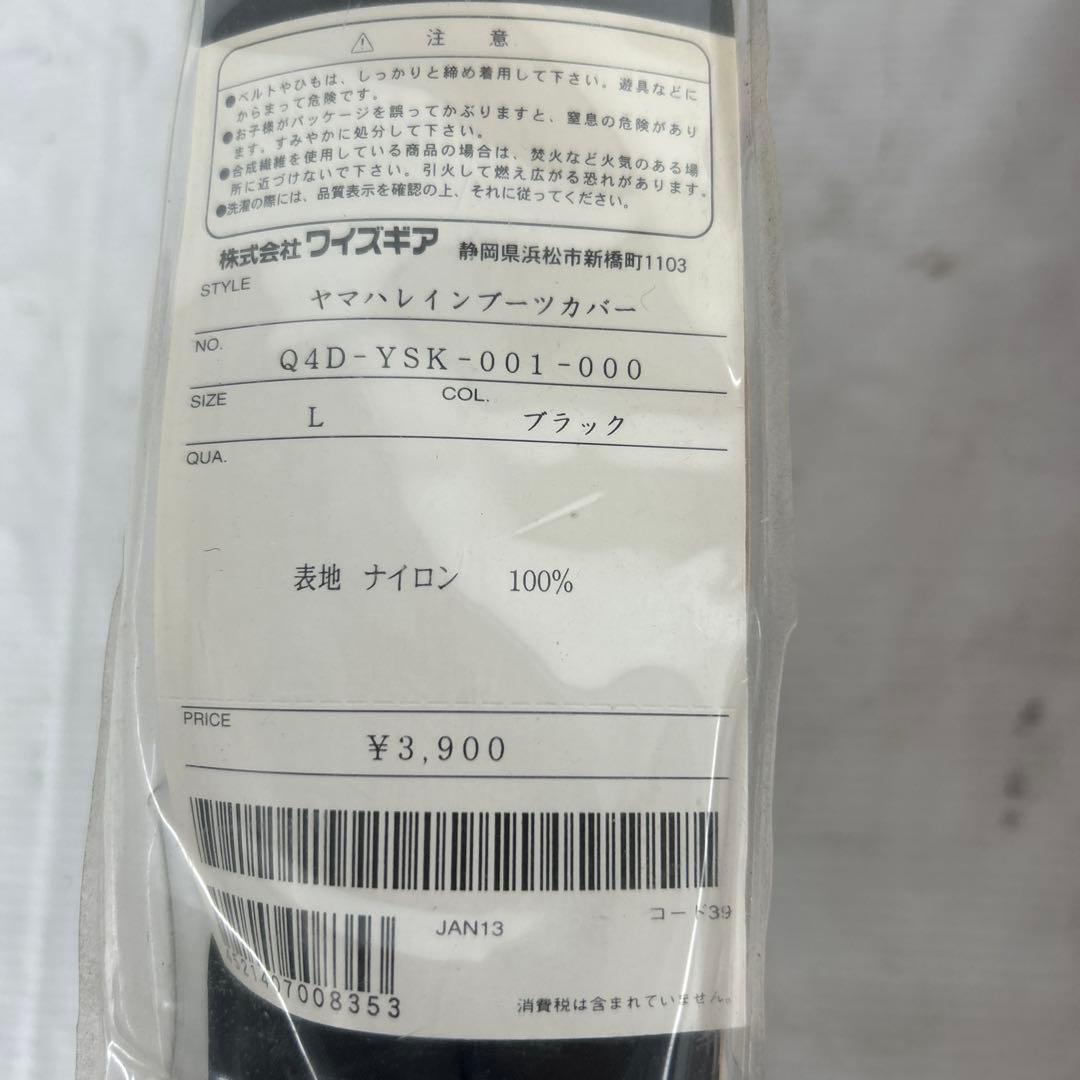 ⚠ 注意
●ベルトやひもは、しっかりと締め着用して下さい。遊具などに
からまって危険です。
●お子様がパッケージを誤ってかぶりますと、窒息の危険があり
ます。すみやかに処分して下さい。
●合成繊維を使用している商品の場合は、焚火など火気のある場
所に近づけないで下さい。引火して燃え広がる恐れがあります。
●洗濯の際には、品質表示を確認の上、それに従ってください。
株式会社ワイズギア 静岡県浜松市新橋町1103
STYLE ヤマハレインブーツカバー
NO. Q4D-YSK-001-000
SIZE L COL. ブラック
QUA.
表地 ナイロン 100%
PRICE
¥3,900
JAN13 コード39
4521407008353
消費税は含まれていません。